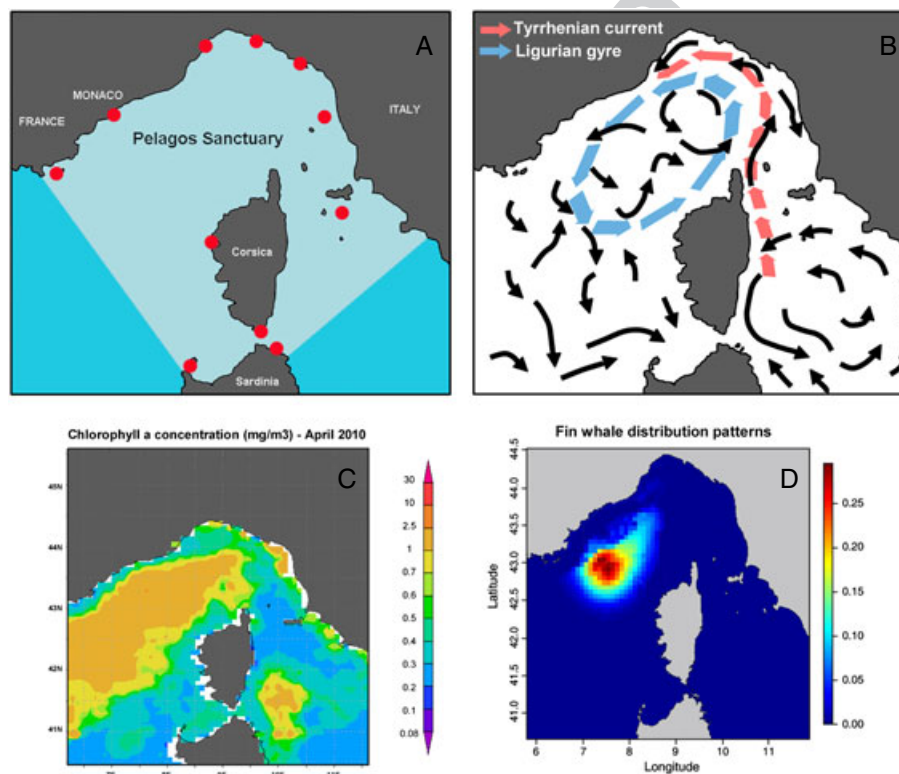 A
MONACO
FRANCE
ITALY
Pelagos Sanctuary
Corsica
Sardinia
B
Tyrrhenian current
Ligurian gyre
Chlorophyll a concentration (mg/m3) - April 2010
C
45N
44N
43N
42N
41N
30
10
2.5
1
0.7
0.6
0.5
0.4
0.3
0.2
0.1
0.08
Fin whale distribution patterns
D
Latitude
44.5
44.0
43.5
43.0
42.5
42.0
41.5
41.0
6 7 8 9 10 11
Longitude
0.25
0.20
0.15
0.10
0.05
0.00